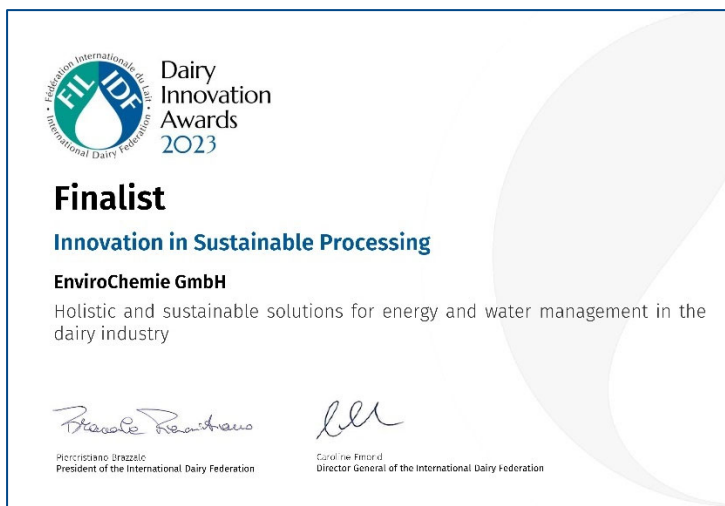 Fédération Internationale du Lait
FIL IDF
International Dairy Federation
Dairy
Innovation
Awards
2023
Finalist
Innovation in Sustainable Processing
EnviroChemie GmbH
Holistic and sustainable solutions for energy and water management in the
dairy industry
Piercristiano Brazzale
President of the International Dairy Federation
Caroline Emond
Director General of the International Dairy Federation